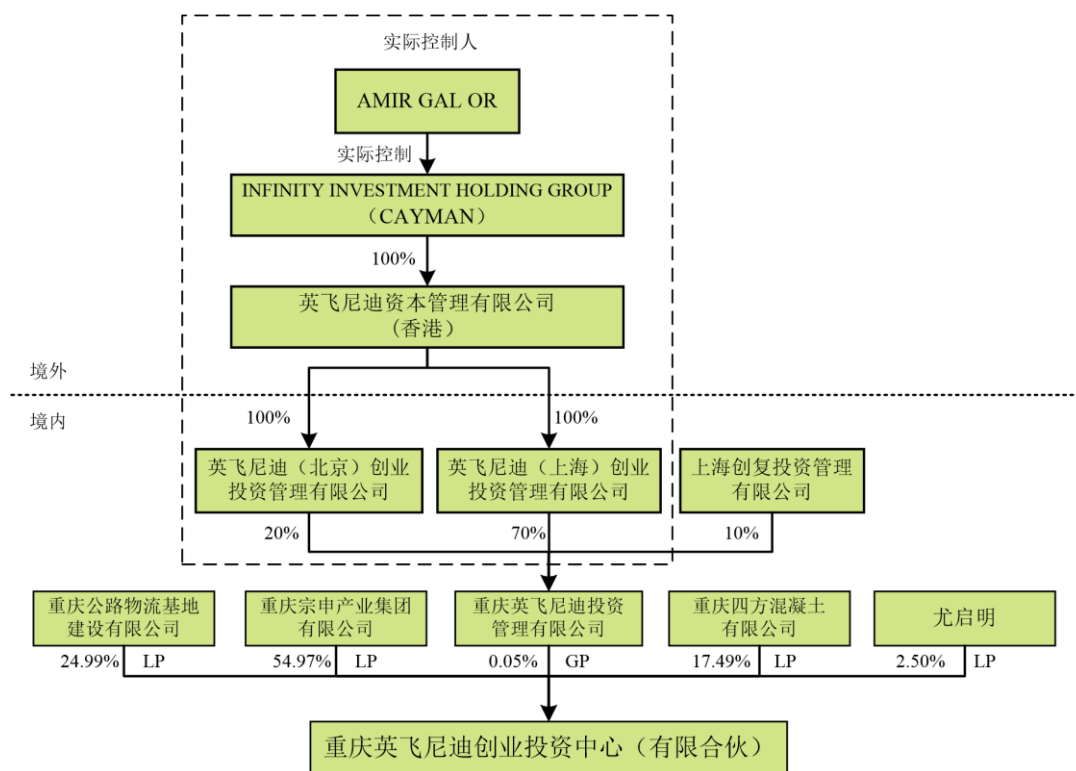 实际控制人
AMIR GAL OR
实际控制
INFINITY INVESTMENT HOLDING GROUP
（CAYMAN）
100%
英飞尼迪资本管理有限公司
(香港）
境外
境内
100%
100%
英飞尼迪（北京）创业
投资管理有限公司
英飞尼迪（上海）创业
投资管理有限公司
上海创复投资管理
有限公司
20%
70%
10%
重庆公路物流基地
建设有限公司
重庆宗申产业集团
有限公司
重庆英飞尼迪投资
管理有限公司
重庆四方混凝土
有限公司
尤启明
24.99% LP
54.97% LP
0.05% GP
17.49% LP
2.50% LP
重庆英飞尼迪创业投资中心（有限合伙）